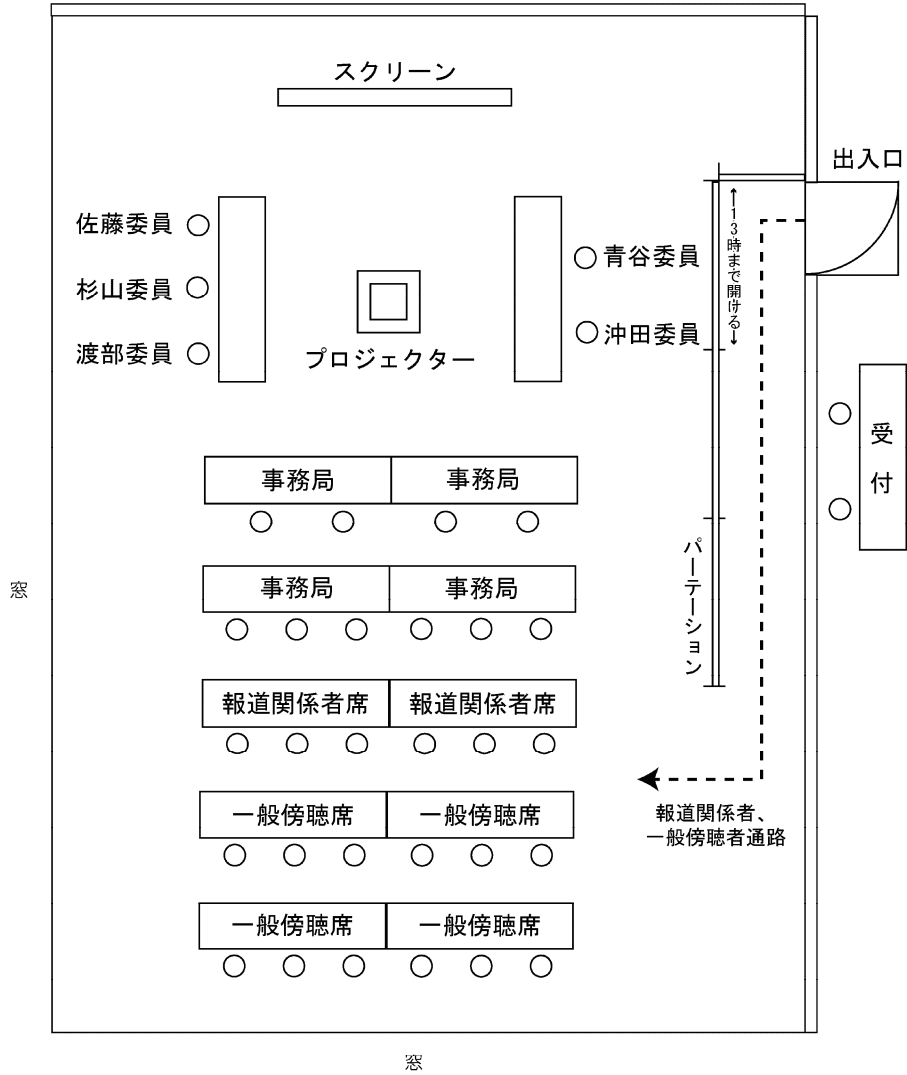 スクリーン
出入口
佐藤委員
杉山委員
渡部委員
プロジェクター
青谷委員
沖田委員
←13時まで開ける→
受付
事務局
事務局
パーテーション
窓
事務局
事務局
報道関係者席
報道関係者席
一般傍聴席
一般傍聴席
報道関係者、
一般傍聴者通路
一般傍聴席
一般傍聴席
窓